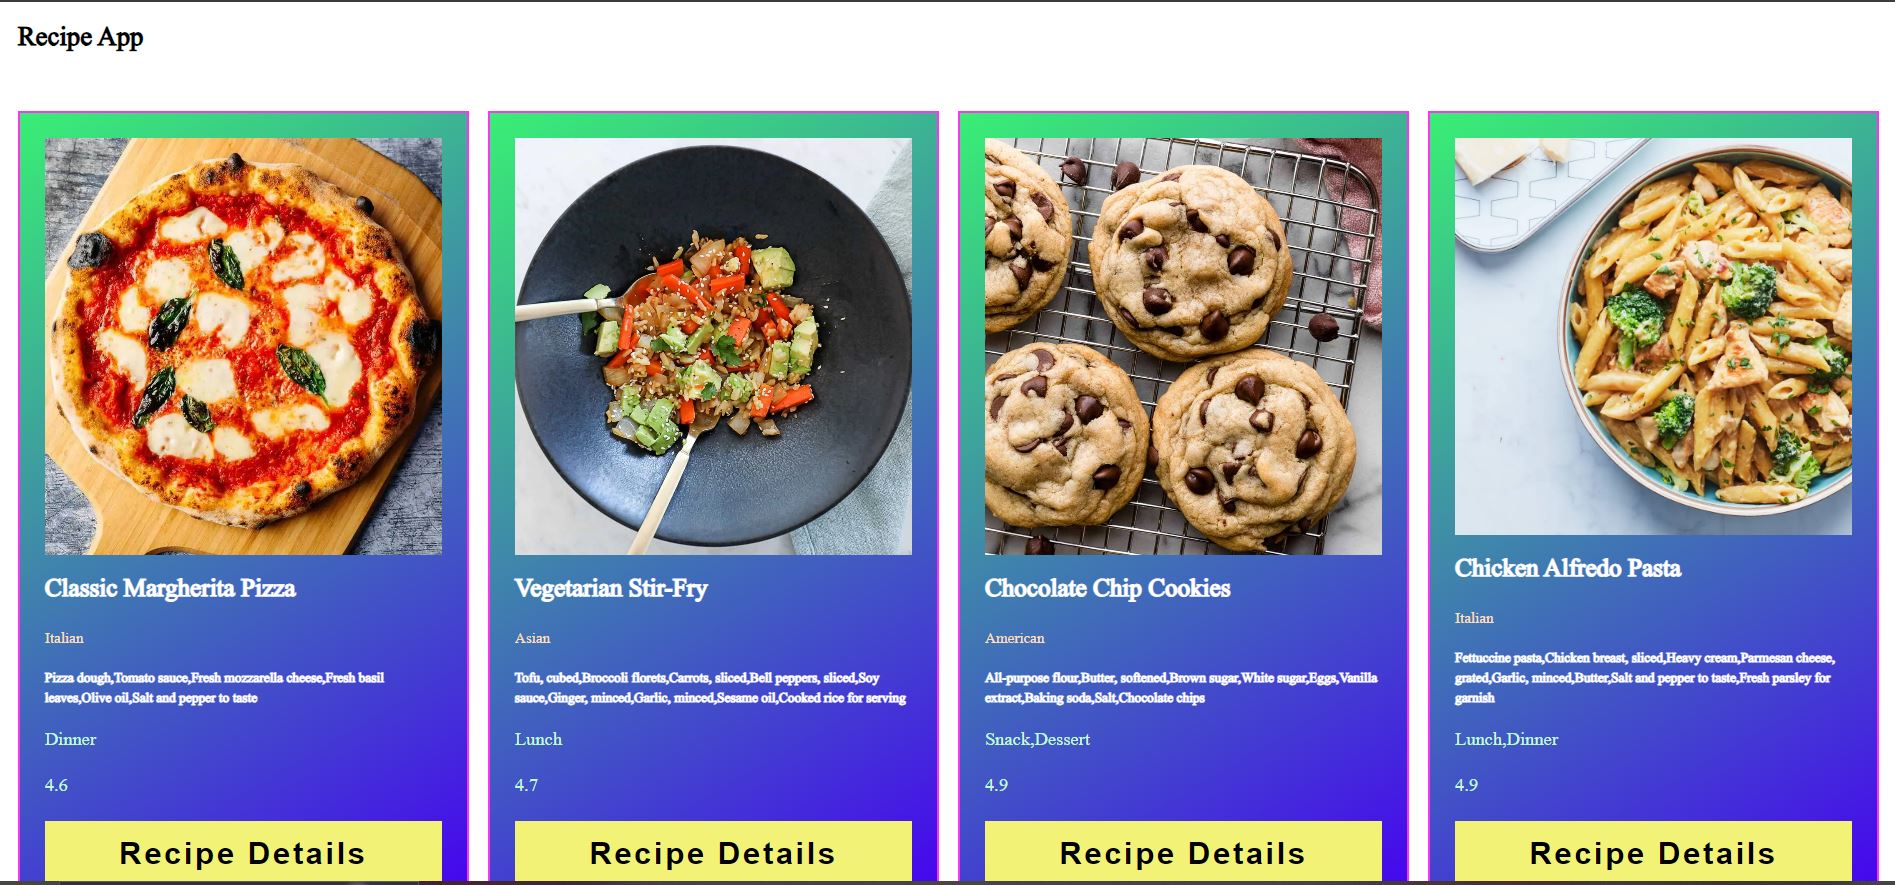 Recipe App
Classic Margherita Pizza
Italian
Pizza dough,Tomato sauce,Fresh mozzarella cheese,Fresh basil
leaves,Olive oil,Salt and pepper to taste
Dinner
4.6
Recipe Details
Vegetarian Stir-Fry
Asian
Tofu, cubed,Broccoli florets,Carrots, sliced,Bell peppers, sliced,Soy
sauce,Ginger, minced,Garlic, minced,Sesame oil,Cooked rice for serving
Lunch
4.7
Recipe Details
Chocolate Chip Cookies
American
All-purpose flour,Butter, softened,Brown sugar,White sugar,Eggs,Vanilla
extract,Baking soda,Salt,Chocolate chips
Snack,Dessert
4.9
Recipe Details
Chicken Alfredo Pasta
Italian
Fettuccine pasta,Chicken breast, sliced,Heavy cream,Parmesan cheese,
grated,Garlic, minced,Butter,Salt and pepper to taste,Fresh parsley for
garnish
Lunch,Dinner
4.9
Recipe Details